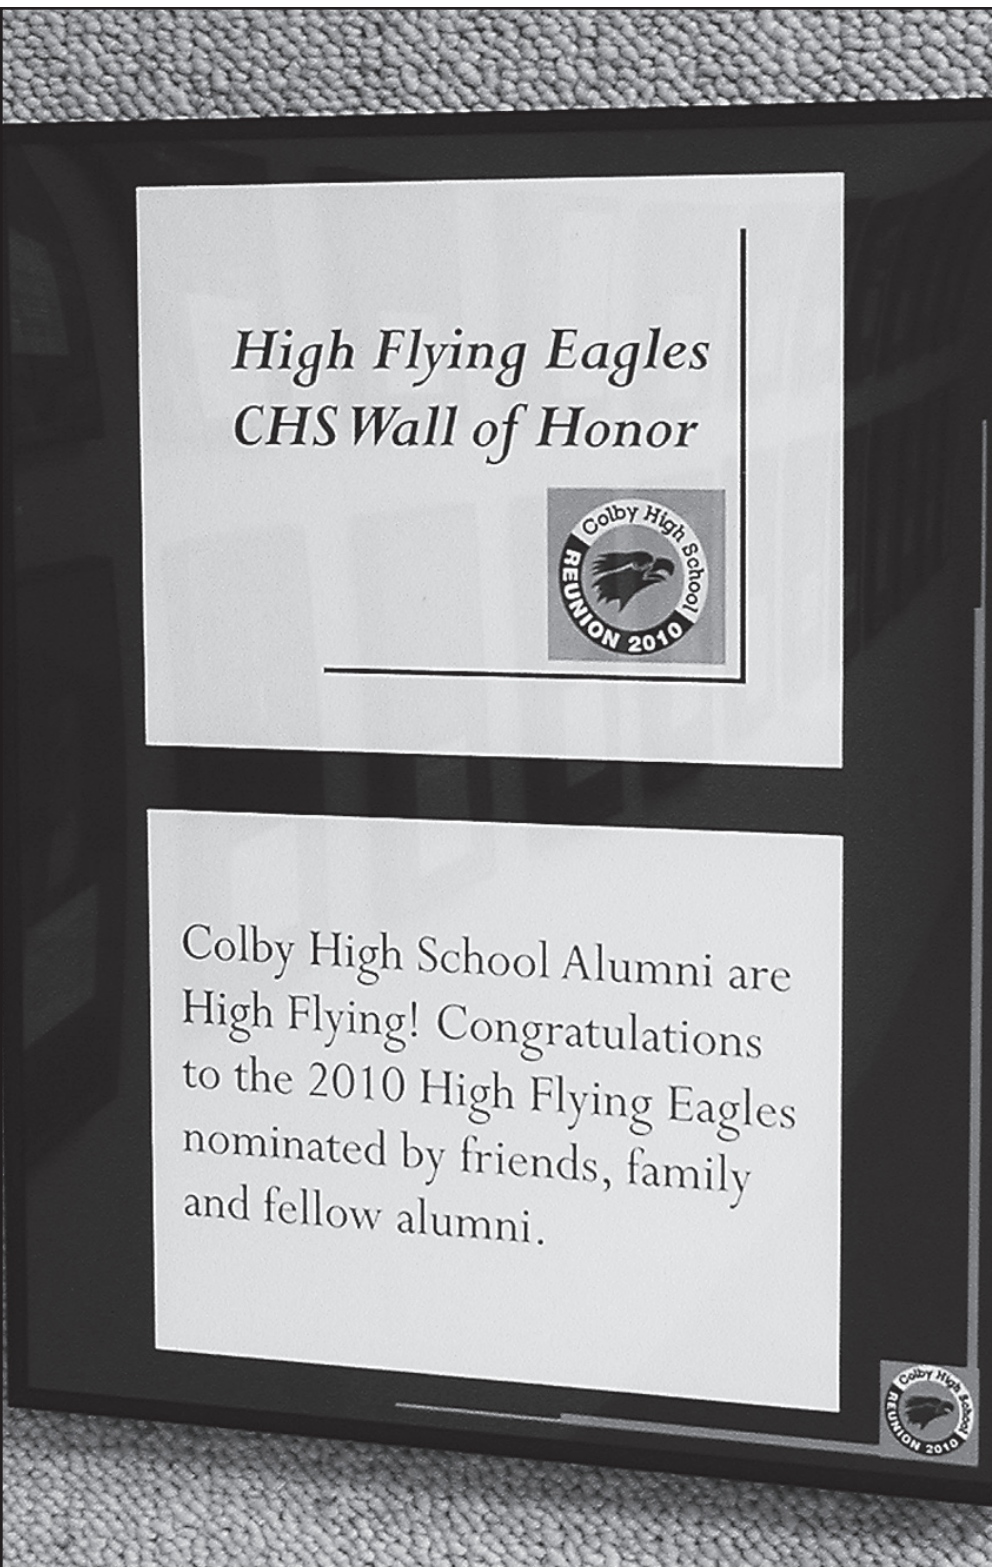 High Flying Eagles
CHS Wall of Honor
Colby High School
REUNION 2010
Colby High School Alumni are
High Flying! Congratulations
to the 2010 High Flying Eagles
nominated by friends, family
and fellow alumni.
Colby High School
REUNION 2010